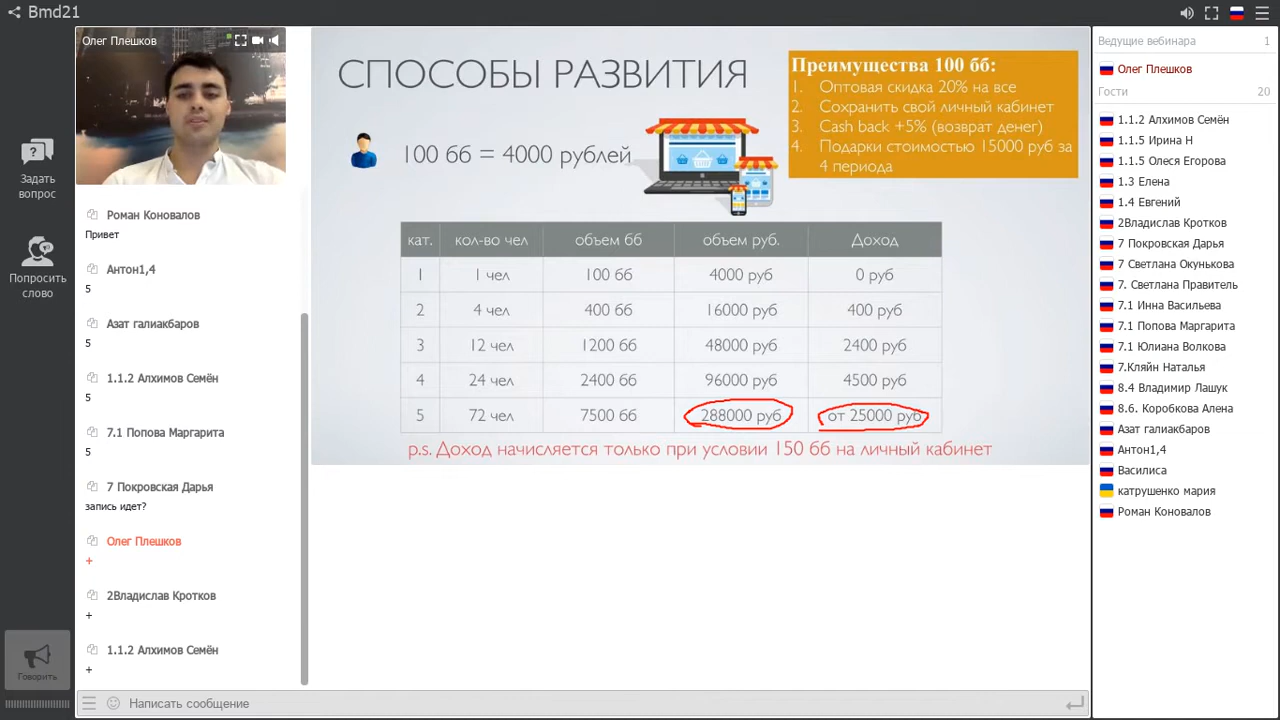 Bmd21
Олег Плешков
Задать
вопрос
Попросить
слово
Говорить
Роман Коновалов
Привет
Антон1,4
5
Азат галиакбаров
5
1.1.2 Алхимов Семён
5
7.1 Попова Маргарита
5
7 Покровская Дарья
запись идет?
Олег Плешков
+
2Владислав Кротков
+
1.1.2 Алхимов Семён
+
Написать сообщение
СПОСОБЫ РАЗВИТИЯ
100 бб = 4000 рублей
Преимущества 100 бб:
1. Оптовая скидка 20% на все
2. Сохранить свой личный кабинет
3. Cash back +5% (возврат денег)
4. Подарки стоимостью 15000 руб за
4 периода
кат. кол-во чел объем бб объем руб. Доход
1 1 чел 100 бб 4000 руб 0 руб
2 4 чел 400 бб 16000 руб 400 руб
3 12 чел 1200 бб 48000 руб 2400 руб
4 24 чел 2400 бб 96000 руб 4500 руб
5 72 чел 7500 бб 288000 руб от 25000 руб
p.s. Доход начисляется только при условии 150 бб на личный кабинет
Ведущие вебинара 1
Олег Плешков
Гости 20
1.1.2 Алхимов Семён
1.1.5 Ирина Н
1.1.5 Олеся Егорова
1.3 Елена
1.4 Евгений
2Владислав Кротков
7 Покровская Дарья
7 Светлана Окунькова
7. Светлана Правитель
7.1 Инна Васильева
7.1 Попова Маргарита
7.1 Юлиана Волкова
7.Кляйн Наталья
8.4 Владимир Лашук
8.6. Коробкова Алена
Азат галиакбаров
Антон1,4
Василиса
катрушенко мария
Роман Коновалов